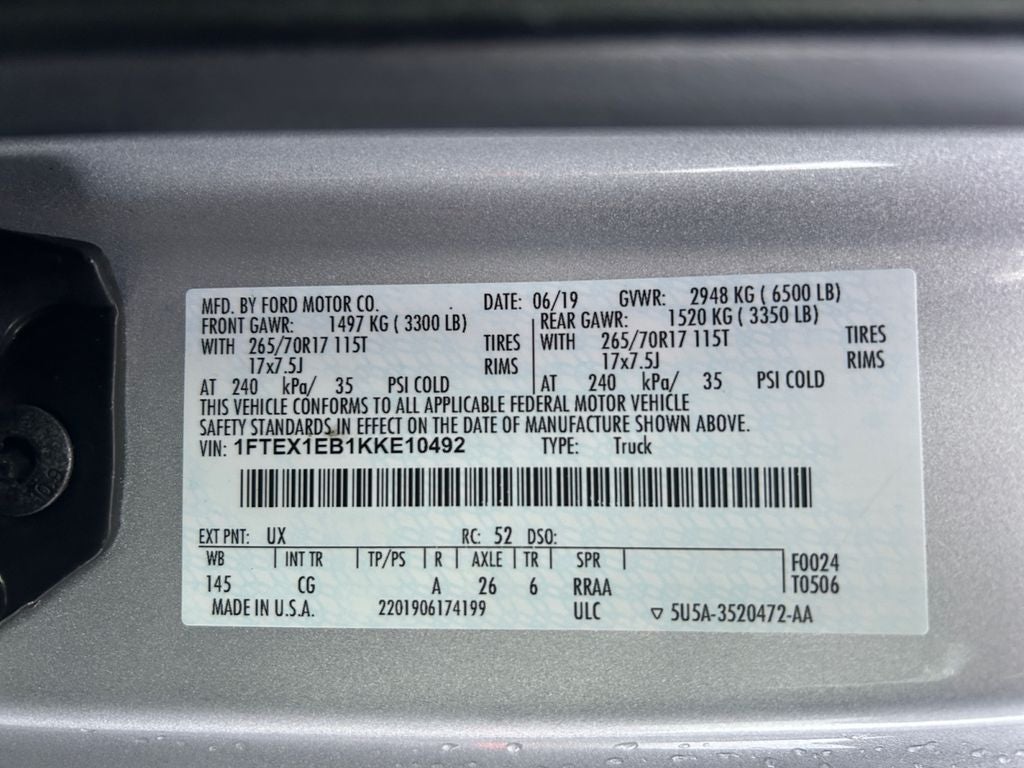 MFD. BY FORD MOTOR CO. DATE: 06/19 GVWR: 2948 KG ( 6500 LB)
FRONT GAWR: 1497 KG ( 3300 LB) REAR GAWR: 1520 KG ( 3350 LB)
WITH 265/70R17 115T TIRES WITH 265/70R17 115T TIRES
17x7.5J RIMS 17x7.5J RIMS
AT 240 kPa/ 35 PSI COLD AT 240 kPa/ 35 PSI COLD
THIS VEHICLE CONFORMS TO ALL APPLICABLE FEDERAL MOTOR VEHICLE
SAFETY STANDARDS IN EFFECT ON THE DATE OF MANUFACTURE SHOWN ABOVE.
VIN: 1FTEX1EB1KKE10492 TYPE: Truck
EXT PNT: UX RC: 52 DSO:
WB INT TR TP/PS R AXLE TR SPR F0024
145 CG A 26 6 RRAA T0506
MADE IN U.S.A. 2201906174199 ULC ▽ 5U5A-3520472-AA
10.9